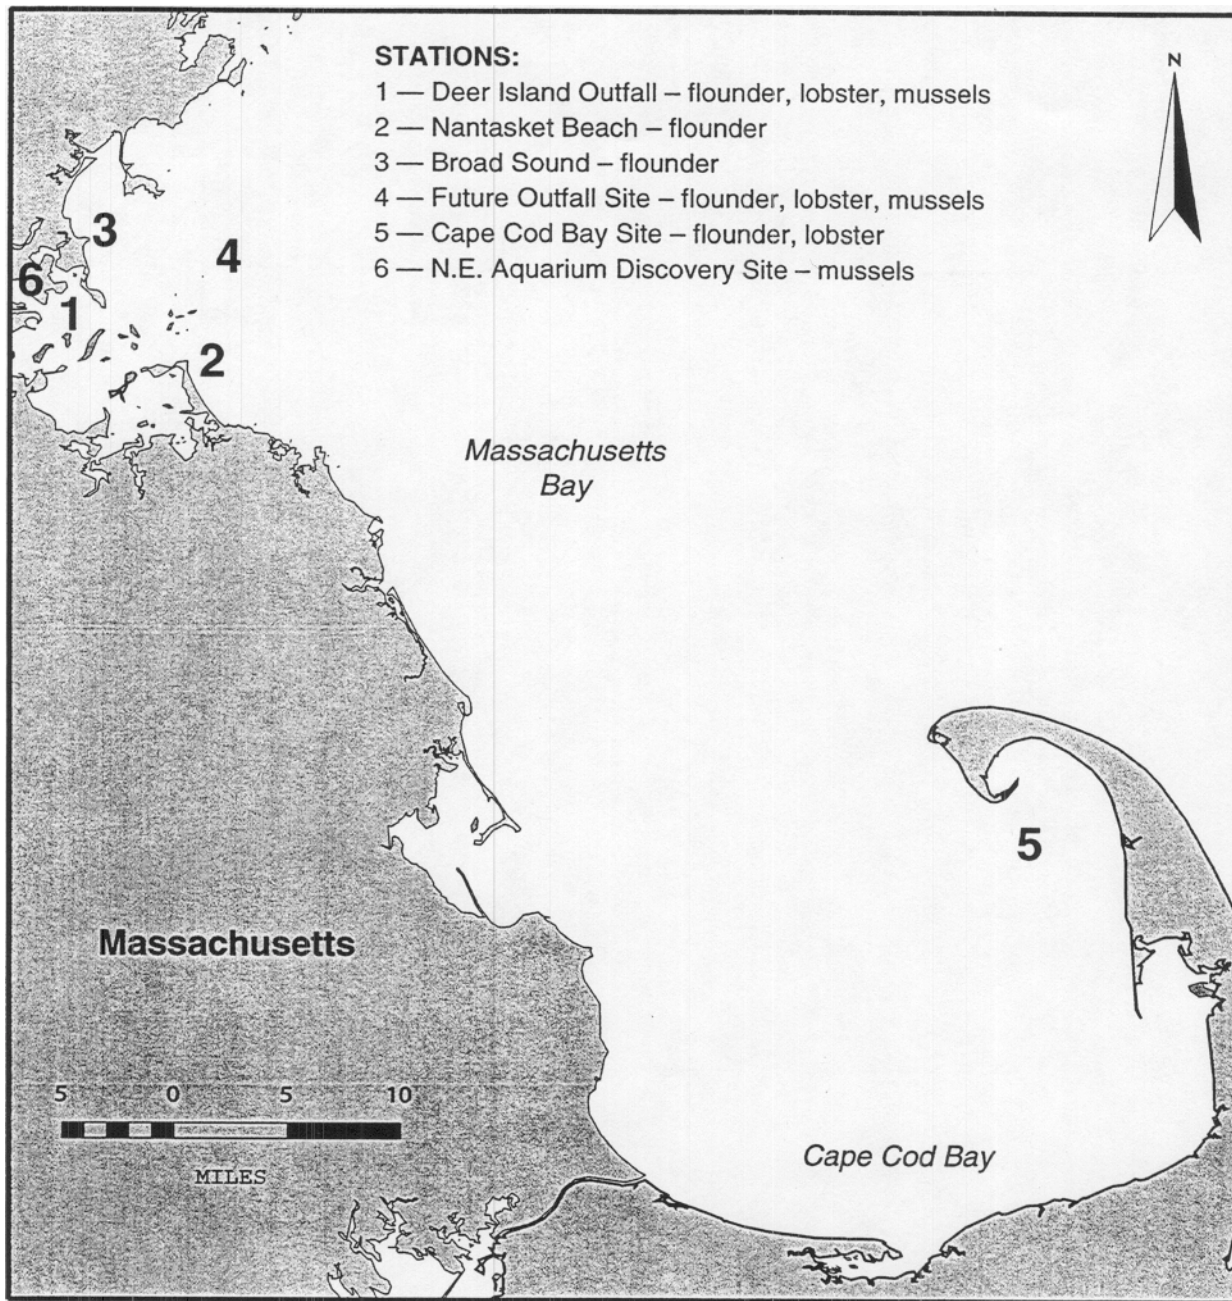 STATIONS:
1 — Deer Island Outfall – flounder, lobster, mussels
2 — Nantasket Beach – flounder
3 — Broad Sound – flounder
4 — Future Outfall Site – flounder, lobster, mussels
5 — Cape Cod Bay Site – flounder, lobster
6 — N.E. Aquarium Discovery Site – mussels
N
3
4
6
1
2
Massachusetts
Bay
5
Massachusetts
5 0 5 10
MILES
Cape Cod Bay